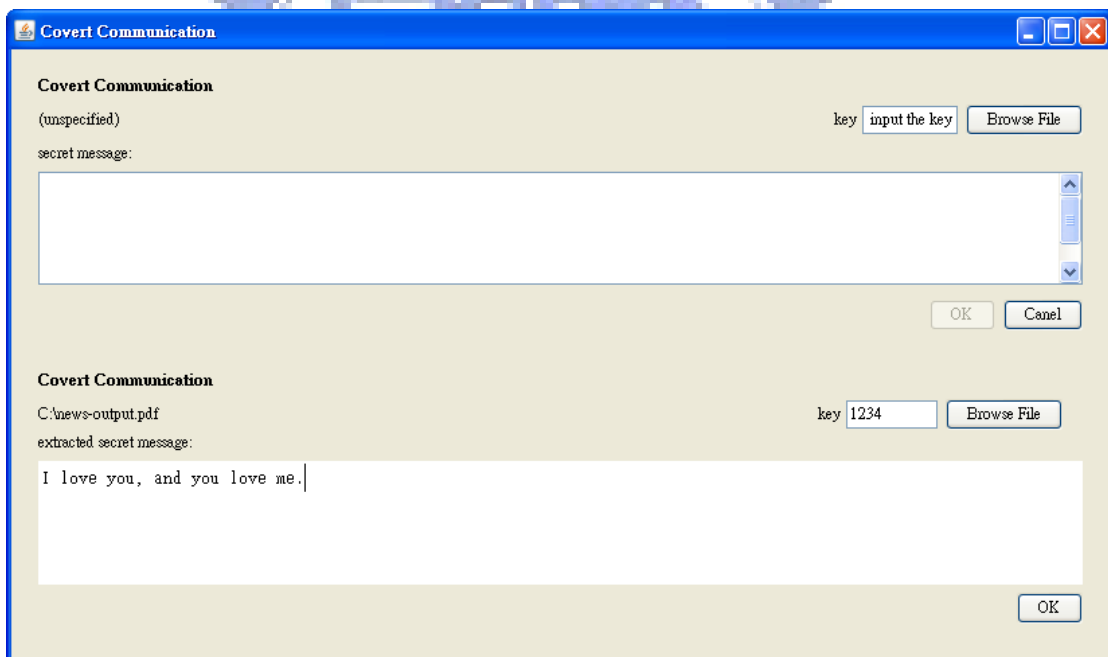 Covert Communication
Covert Communication
(unspecified) key input the key Browse File
secret message:
OK Canel
Covert Communication
C:\news-output.pdf key 1234 Browse File
extracted secret message:
I love you, and you love me.
OK